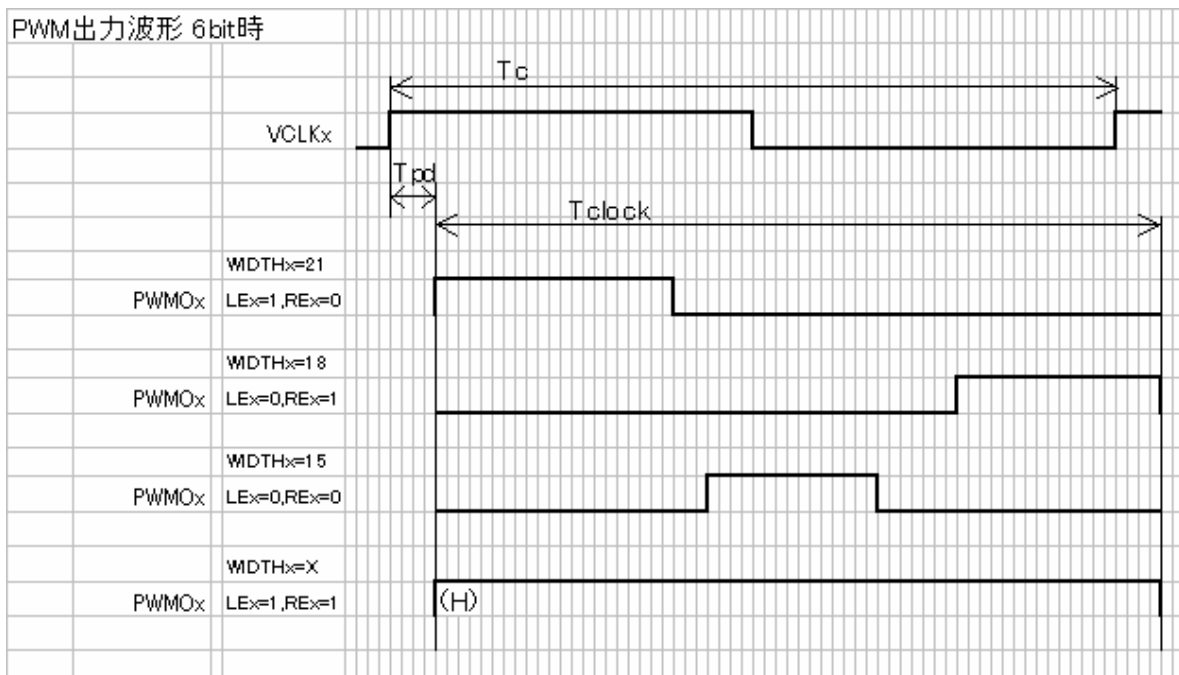 PWM出力波形 6bit時
Tc
VCLKx
Tpd
Tclock
WIDTHx=21
PWMOx LEx=1,REx=0
WIDTHx=18
PWMOx LEx=0,REx=1
WIDTHx=15
PWMOx LEx=0,REx=0
WIDTHx=X
PWMOx LEx=1,REx=1
(H)